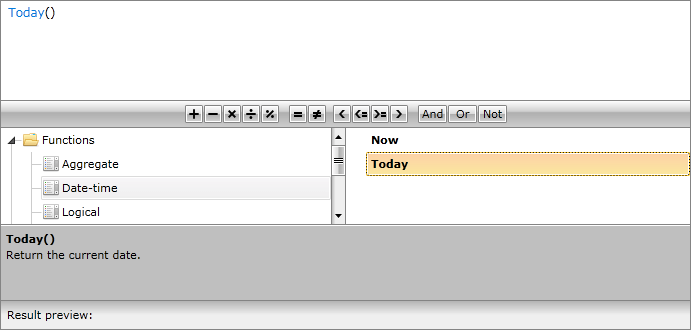 Today()
+ − × ÷ % = ≠ < <= >= > And Or Not
Functions
Aggregate
Date-time
Logical
Now
Today
Today()
Return the current date.
Result preview: